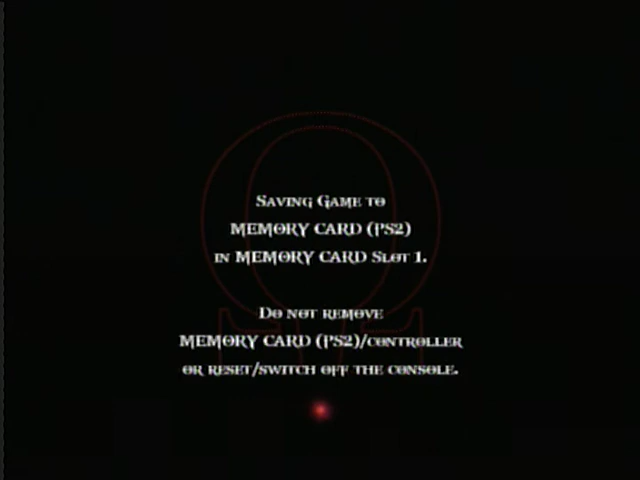 Saving Game to
MEMORY CARD (PS2)
in MEMORY CARD Slot 1.
Do not remove
MEMORY CARD (PS2)/controller
or reset/switch off the console.